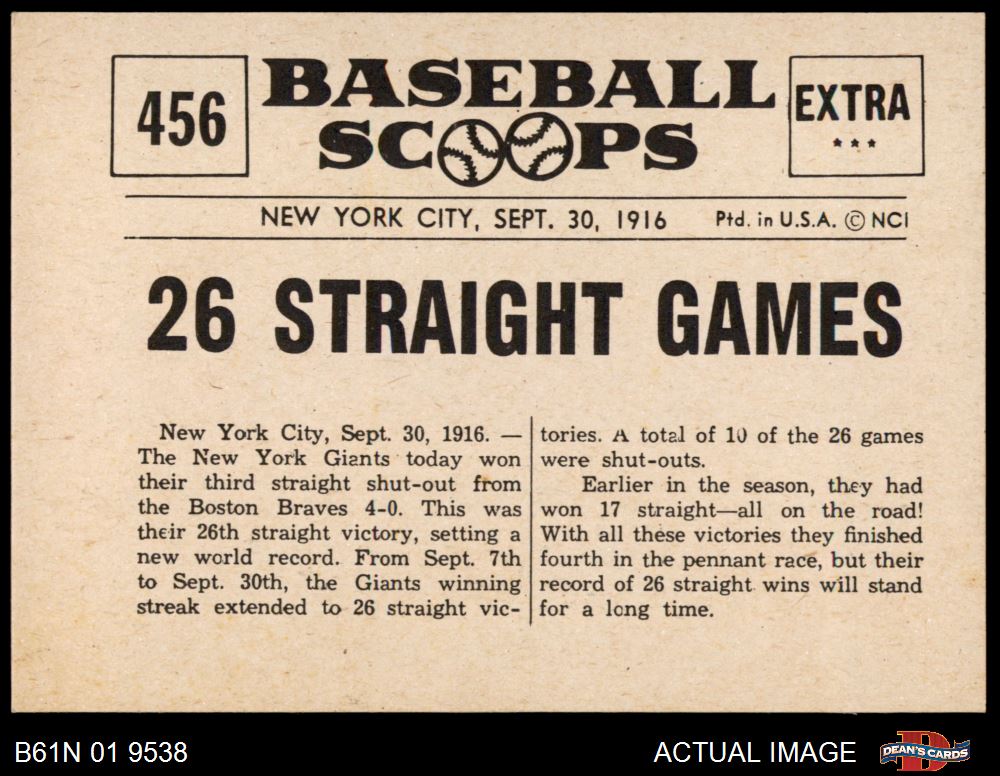 456
BASEBALL
SCOOPS
EXTRA
***
NEW YORK CITY, SEPT. 30, 1916
Ptd. in U.S.A. © NCI
26 STRAIGHT GAMES
New York City, Sept. 30, 1916. —
The New York Giants today won
their third straight shut-out from
the Boston Braves 4-0. This was
their 26th straight victory, setting a
new world record. From Sept. 7th
to Sept. 30th, the Giants winning
streak extended to 26 straight vic-
tories. A total of 10 of the 26 games
were shut-outs.
Earlier in the season, they had
won 17 straight—all on the road!
With all these victories they finished
fourth in the pennant race, but their
record of 26 straight wins will stand
for a long time.
B61N 01 9538
ACTUAL IMAGE
DEAN'S CARDS